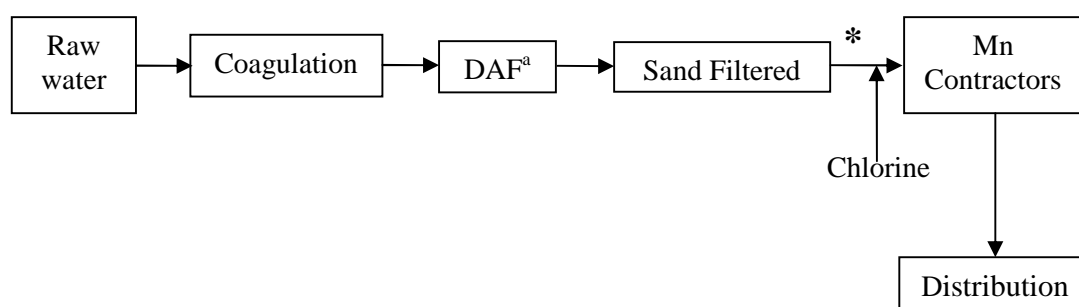 Raw
water
Coagulation
DAFᵃ
Sand Filtered
*
Mn
Contractors
Chlorine
Distribution